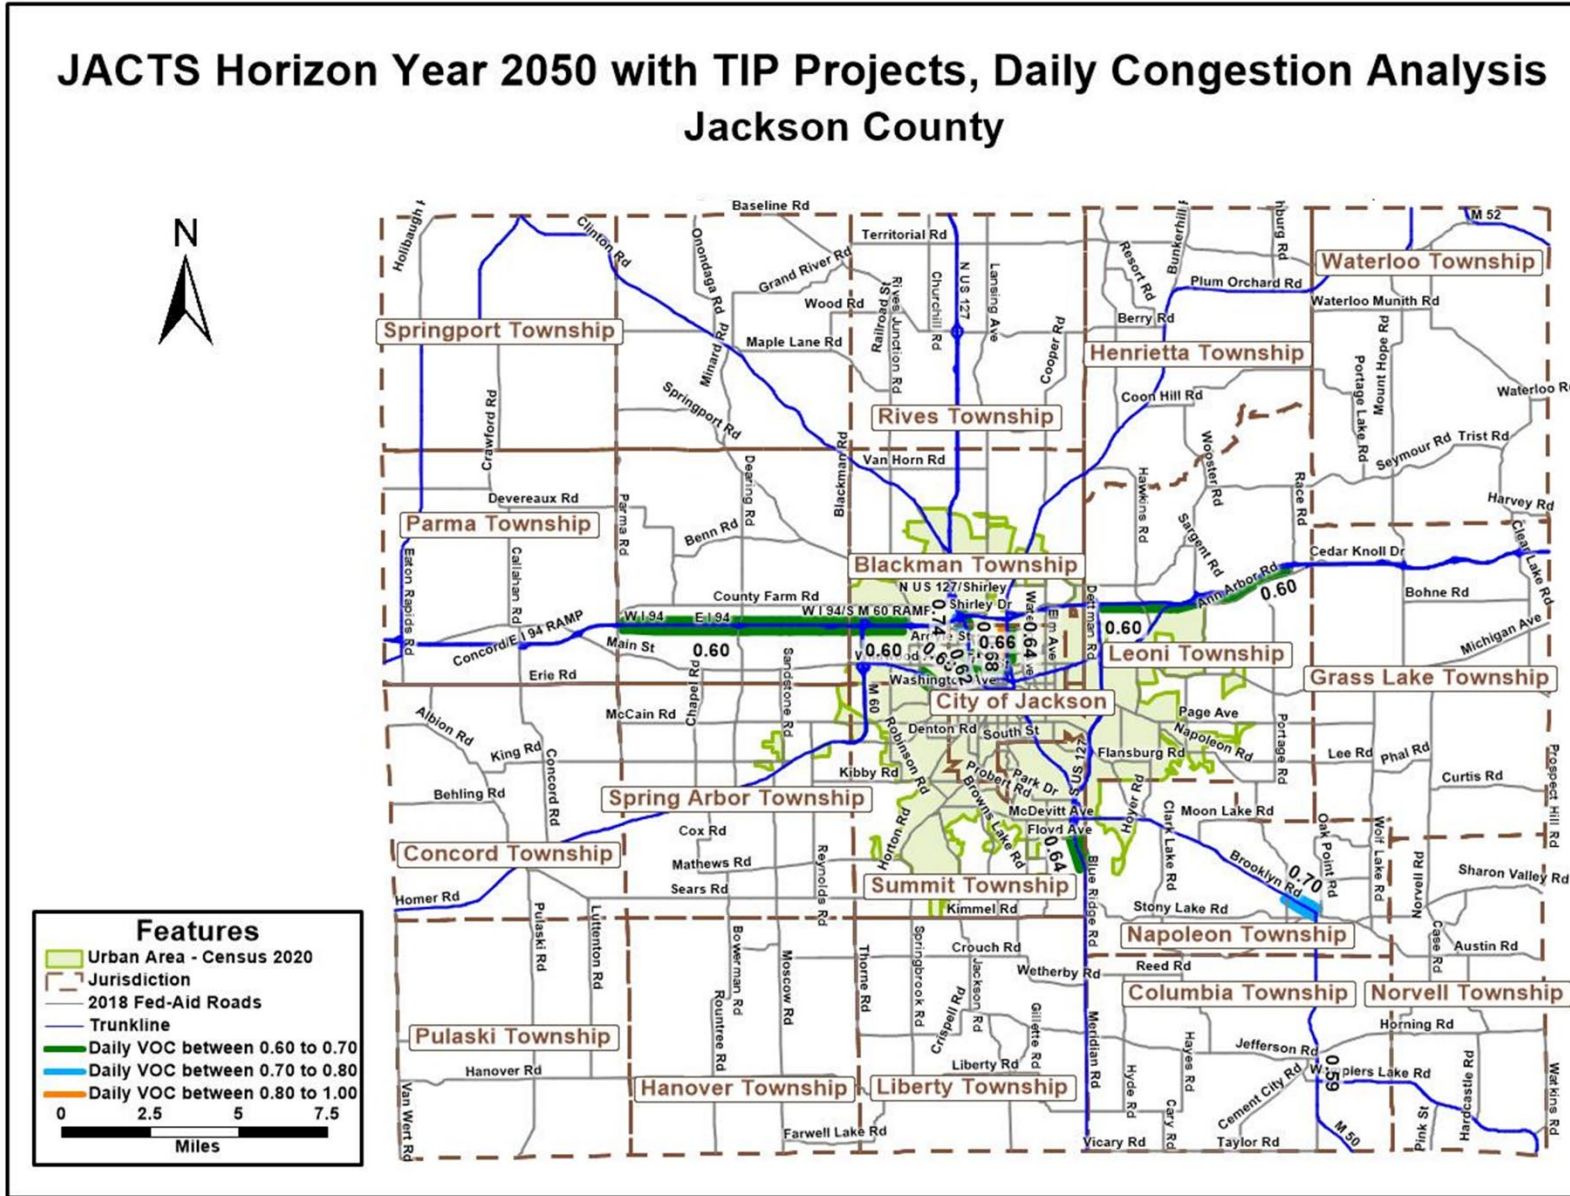 JACTS Horizon Year 2050 with TIP Projects, Daily Congestion Analysis
Jackson County
N
Baseline Rd
M 52
Clinton Rd
Onondaga Rd
Territorial Rd
Grand River Rd
Churchill Rd
N US 127
Lansing Ave
Resort Rd
Waterloo Township
Plum Orchard Rd
Wood Rd
Railroad St
Rives Junction Rd
Waterloo Munith Rd
Berry Rd
Springport Township
Minard Rd
Maple Lane Rd
Cooper Rd
Henrietta Township
Mount Hope Rd
Portage Lake Rd
Crawford Rd
Springport Rd
Coon Hill Rd
Rives Township
Blackman Rd
Van Horn Rd
Wooster Rd
Seymour Rd
Trist Rd
Dearing Rd
Hawkins Rd
Race Rd
Devereaux Rd
Parma Rd
Harvey Rd
Parma Township
Benn Rd
Sargent Rd
Clear Lake Rd
Eaton Rapids Rd
Callahan Rd
Blackman Township
Cedar Knoll Dr
Ann Arbor Rd
0.60
County Farm Rd
N US 127/Shirley
Dettman Rd
Bohne Rd
W I 94
E I 94
W I 94/S M 60 RAMP
Shirley Dr
Elm Ave
0.74
0.64
0.66
0.68
0.62
0.60
0.60
0.60
Concord/E I 94 RAMP
Main St
Michigan Ave
Leoni Township
Erie Rd
Chapel Rd
Sandstone Rd
M 60
Washington Ave
Grass Lake Township
City of Jackson
McCain Rd
Page Ave
Albion Rd
King Rd
Concord Rd
Robinson Rd
Denton Rd
South St
S US 127
Flansburg Rd
Napoleon Rd
Portage Rd
Lee Rd
Phal Rd
Prospect Hill Rd
Kibby Rd
Probert Rd
Park Dr
Curtis Rd
Behling Rd
Spring Arbor Township
Browns Lake Rd
McDevitt Ave
Hoyer Rd
Moon Lake Rd
Cox Rd
Horton Rd
Floyd Ave
0.64
Clark Lake Rd
Oak Point Rd
Wolf Lake Rd
Norvell Rd
Concord Township
Mathews Rd
Reynolds Rd
Brooklyn Rd
0.70
Sharon Valley Rd
Homer Rd
Sears Rd
Summit Township
Blue Ridge Rd
Kimmel Rd
Stony Lake Rd
Pulaski Rd
Luttenton Rd
Bowerman Rd
Moscow Rd
Thorne Rd
Springbrook Rd
Crouch Rd
Jackson Rd
Wetherby Rd
Napoleon Township
Case Rd
Austin Rd
Reed Rd
Columbia Township
Norvell Township
Rountree Rd
Crispell Rd
Gillette Rd
Meridian Rd
Horning Rd
Pulaski Township
Hayes Rd
Jefferson Rd
0.59
Hanover Rd
Liberty Rd
Hyde Rd
Cement City Rd
Hardcastle Rd
Watkins Rd
Hanover Township
Liberty Township
Van Wert Rd
Cary Rd
Pink St
Farwell Lake Rd
Vicary Rd
Taylor Rd
M 50
Features
Urban Area - Census 2020
Jurisdiction
2018 Fed-Aid Roads
Trunkline
Daily VOC between 0.60 to 0.70
Daily VOC between 0.70 to 0.80
Daily VOC between 0.80 to 1.00
0 2.5 5 7.5
Miles